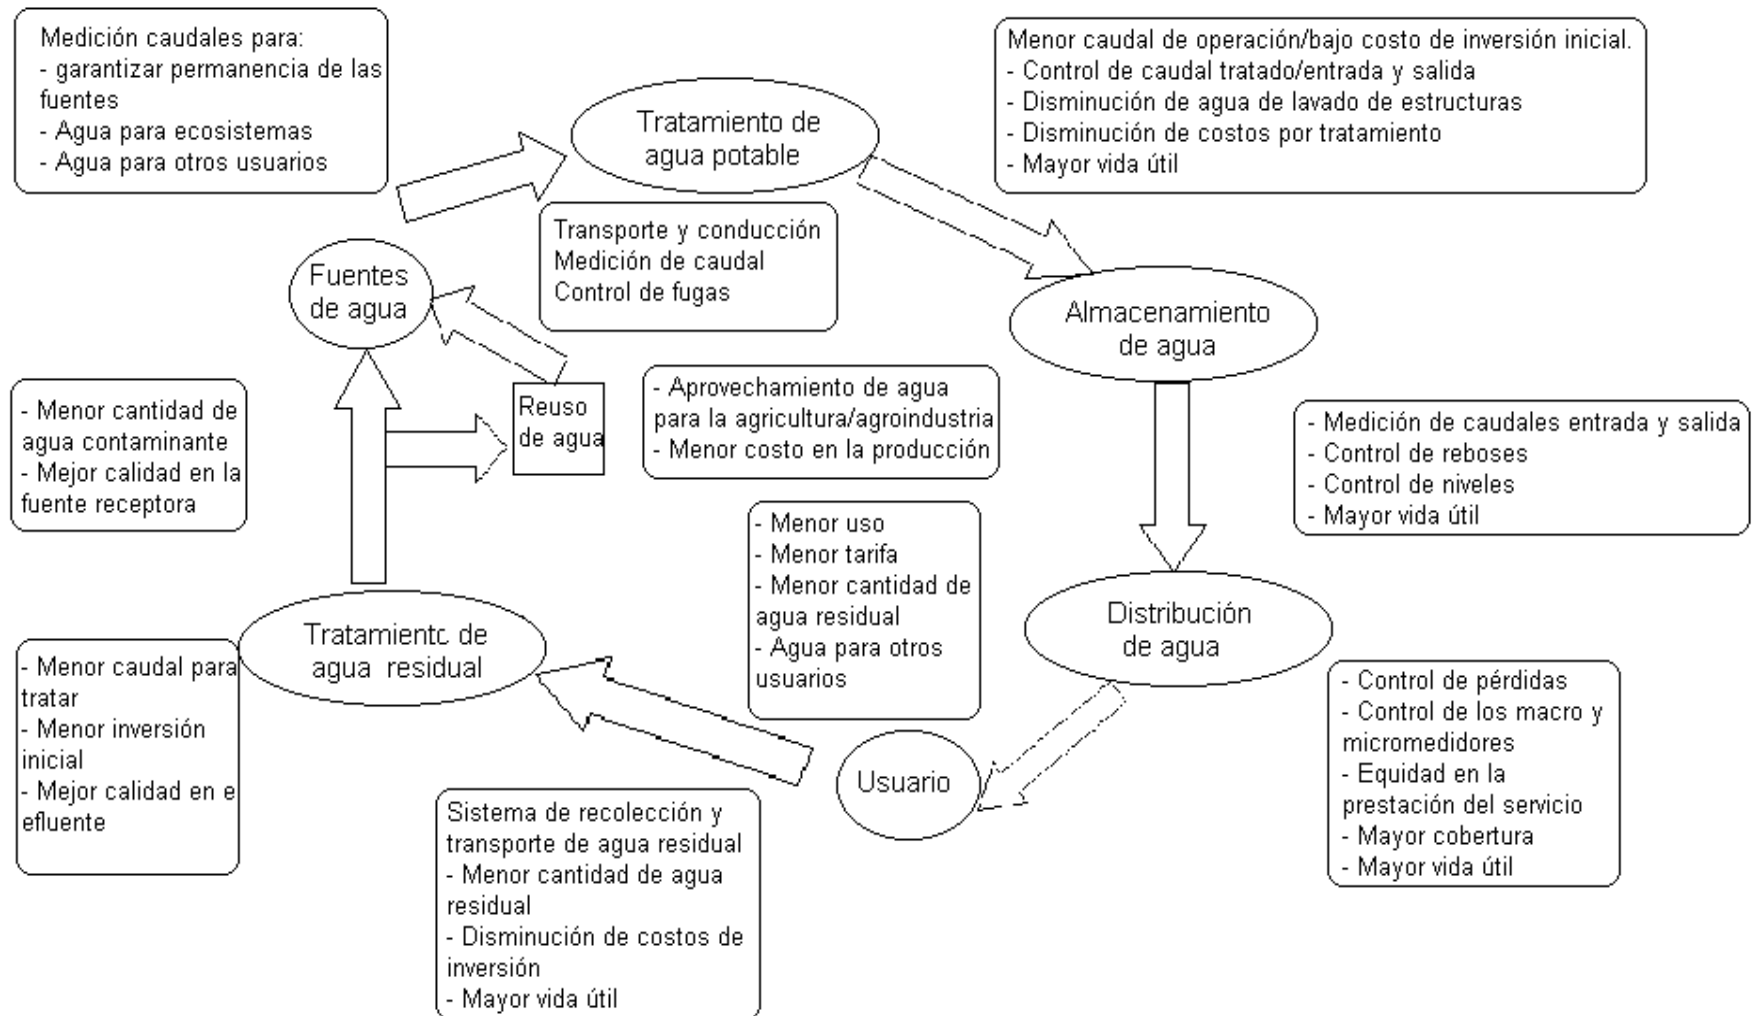 Medición caudales para:
- garantizar permanencia de las
fuentes
- Agua para ecosistemas
- Agua para otros usuarios
Tratamiento de
agua potable
Menor caudal de operación/bajo costo de inversión inicial.
- Control de caudal tratado/entrada y salida
- Disminución de agua de lavado de estructuras
- Disminución de costos por tratamiento
- Mayor vida útil
Transporte y conducción
Medición de caudal
Control de fugas
Fuentes
de agua
Almacenamiento
de agua
- Menor cantidad de
agua contaminante
- Mejor calidad en la
fuente receptora
Reuso
de agua
- Aprovechamiento de agua
para la agricultura/agroindustria
- Menor costo en la producción
- Medición de caudales entrada y salida
- Control de reboses
- Control de niveles
- Mayor vida útil
- Menor uso
- Menor tarifa
- Menor cantidad de
agua residual
- Agua para otros
usuarios
Distribución
de agua
Tratamiento de
agua residual
- Menor caudal para
tratar
- Menor inversión
inicial
- Mejor calidad en e
efluente
Usuario
- Control de pérdidas
- Control de los macro y
micromedidores
- Equidad en la
prestación del servicio
- Mayor cobertura
- Mayor vida útil
Sistema de recolección y
transporte de agua residual
- Menor cantidad de agua
residual
- Disminución de costos de
inversión
- Mayor vida útil